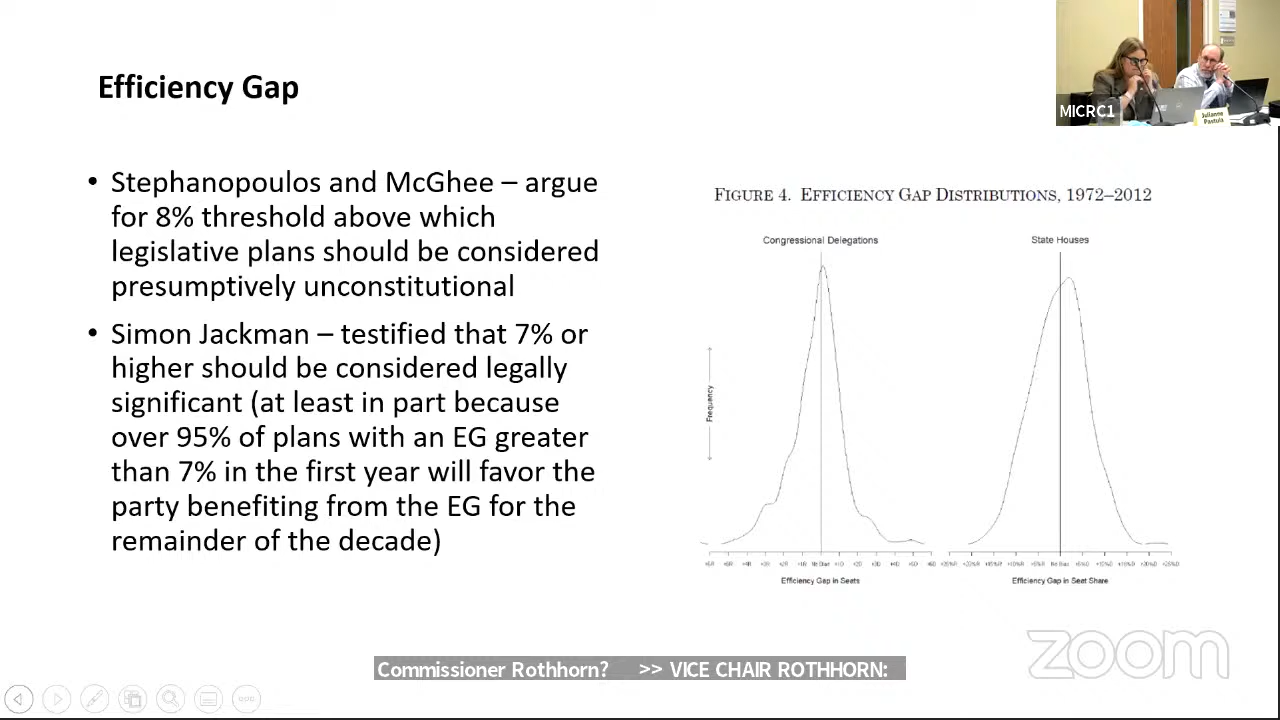 Efficiency Gap
MICRC1
Julianne
Pastula
• Stephanopoulos and McGhee – argue
for 8% threshold above which
legislative plans should be considered
presumptively unconstitutional
• Simon Jackman – testified that 7% or
higher should be considered legally
significant (at least in part because
over 95% of plans with an EG greater
than 7% in the first year will favor the
party benefiting from the EG for the
remainder of the decade)
FIGURE 4. EFFICIENCY GAP DISTRIBUTIONS, 1972–2012
Congressional Delegations
State Houses
Frequency
No Bias
Efficiency Gap in Seats
No Bias
Efficiency Gap in Seat Share
zoom
Commissioner Rothhorn? >> VICE CHAIR ROTHHORN: